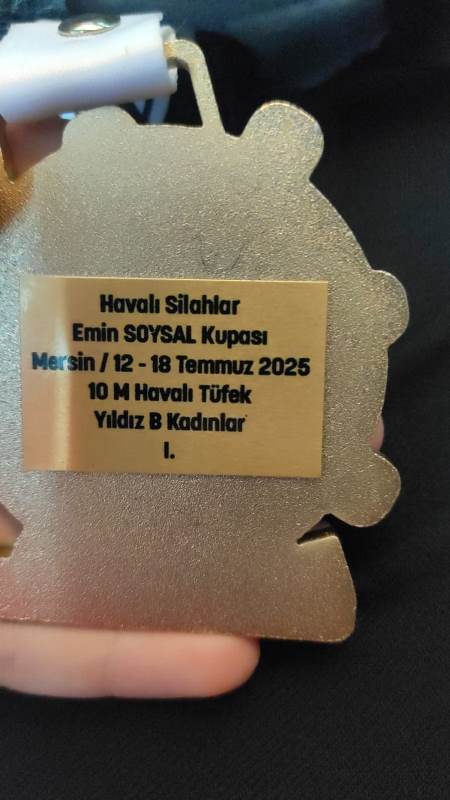 Havalı Silahlar
Emin SOYSAL Kupası
Mersin / 12 - 18 Temmuz 2025
10 M Havalı Tüfek
Yıldız B Kadınlar
I.